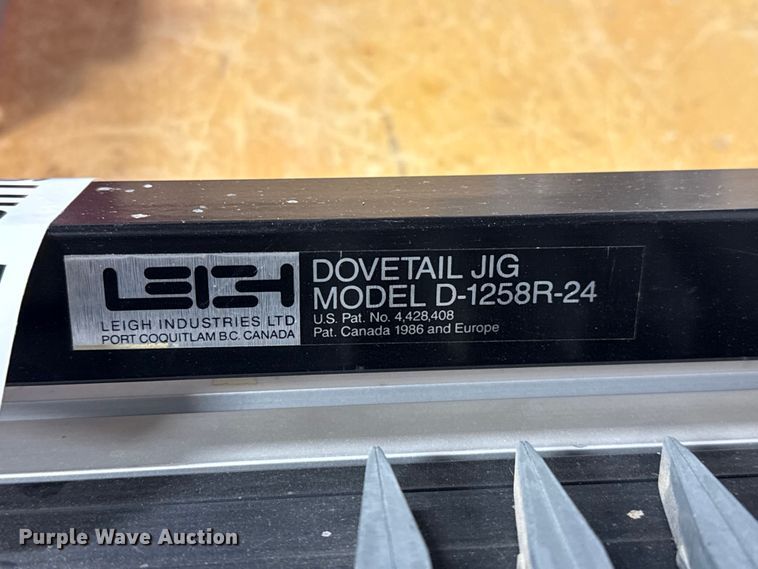 LEIGH
LEIGH INDUSTRIES LTD
PORT COQUITLAM B.C. CANADA
DOVETAIL JIG
MODEL D-1258R-24
U.S. Pat. No. 4,428,408
Pat. Canada 1986 and Europe
Purple Wave Auction